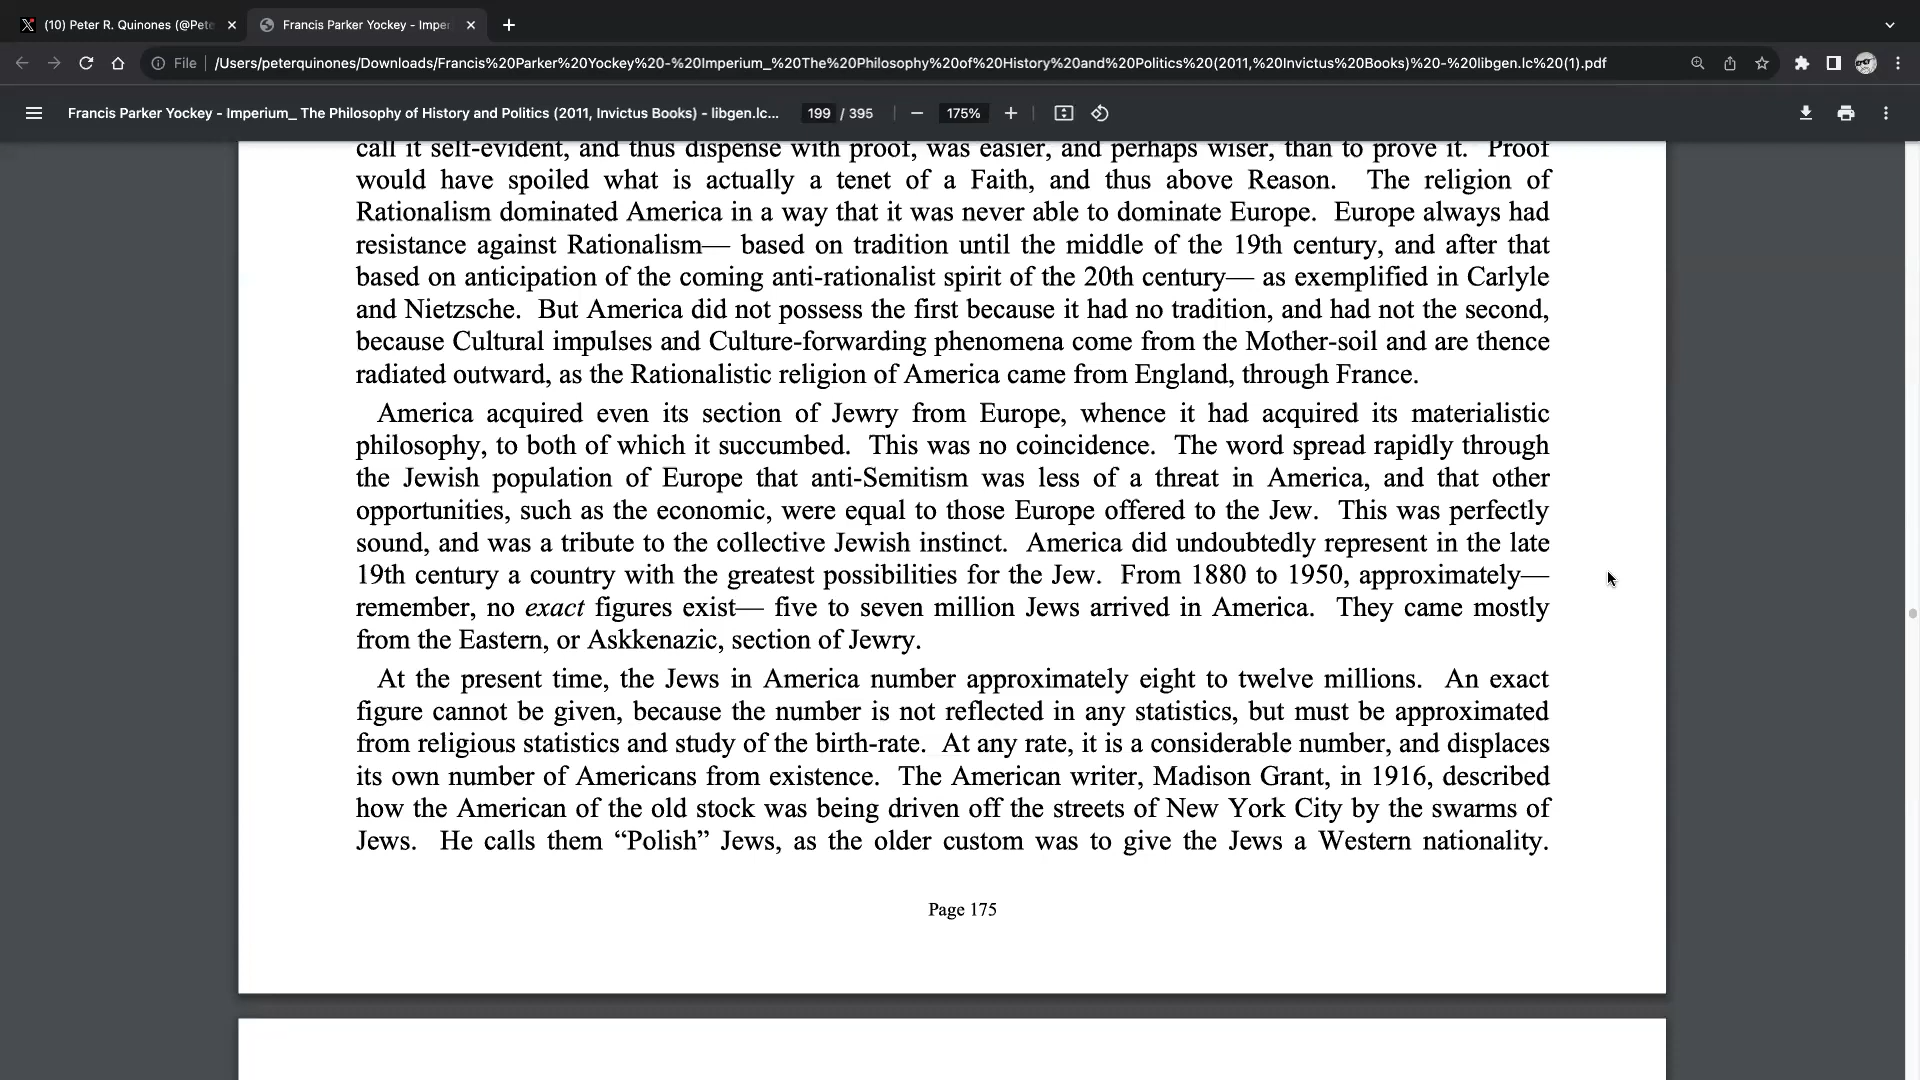 (10) Peter R. Quinones (@Pete
Francis Parker Yockey - Imper
File
/Users/peterquinones/Downloads/Francis%20Parker%20Yockey%20-%20Imperium_%20The%20Philosophy%20of%20History%20and%20Politics%20(2011,%20Invictus%20Books)%20-%20libgen.lc%20(1).pdf
Francis Parker Yockey - Imperium_ The Philosophy of History and Politics (2011, Invictus Books) - libgen.lc...
199 / 395
175%
call it self-evident, and thus dispense with proof, was easier, and perhaps wiser, than to prove it. Proof
would have spoiled what is actually a tenet of a Faith, and thus above Reason. The religion of
Rationalism dominated America in a way that it was never able to dominate Europe. Europe always had
resistance against Rationalism— based on tradition until the middle of the 19th century, and after that
based on anticipation of the coming anti-rationalist spirit of the 20th century— as exemplified in Carlyle
and Nietzsche. But America did not possess the first because it had no tradition, and had not the second,
because Cultural impulses and Culture-forwarding phenomena come from the Mother-soil and are thence
radiated outward, as the Rationalistic religion of America came from England, through France.
America acquired even its section of Jewry from Europe, whence it had acquired its materialistic
philosophy, to both of which it succumbed. This was no coincidence. The word spread rapidly through
the Jewish population of Europe that anti-Semitism was less of a threat in America, and that other
opportunities, such as the economic, were equal to those Europe offered to the Jew. This was perfectly
sound, and was a tribute to the collective Jewish instinct. America did undoubtedly represent in the late
19th century a country with the greatest possibilities for the Jew. From 1880 to 1950, approximately—
remember, no exact figures exist— five to seven million Jews arrived in America. They came mostly
from the Eastern, or Askkenazic, section of Jewry.
At the present time, the Jews in America number approximately eight to twelve millions. An exact
figure cannot be given, because the number is not reflected in any statistics, but must be approximated
from religious statistics and study of the birth-rate. At any rate, it is a considerable number, and displaces
its own number of Americans from existence. The American writer, Madison Grant, in 1916, described
how the American of the old stock was being driven off the streets of New York City by the swarms of
Jews. He calls them “Polish” Jews, as the older custom was to give the Jews a Western nationality.
Page 175